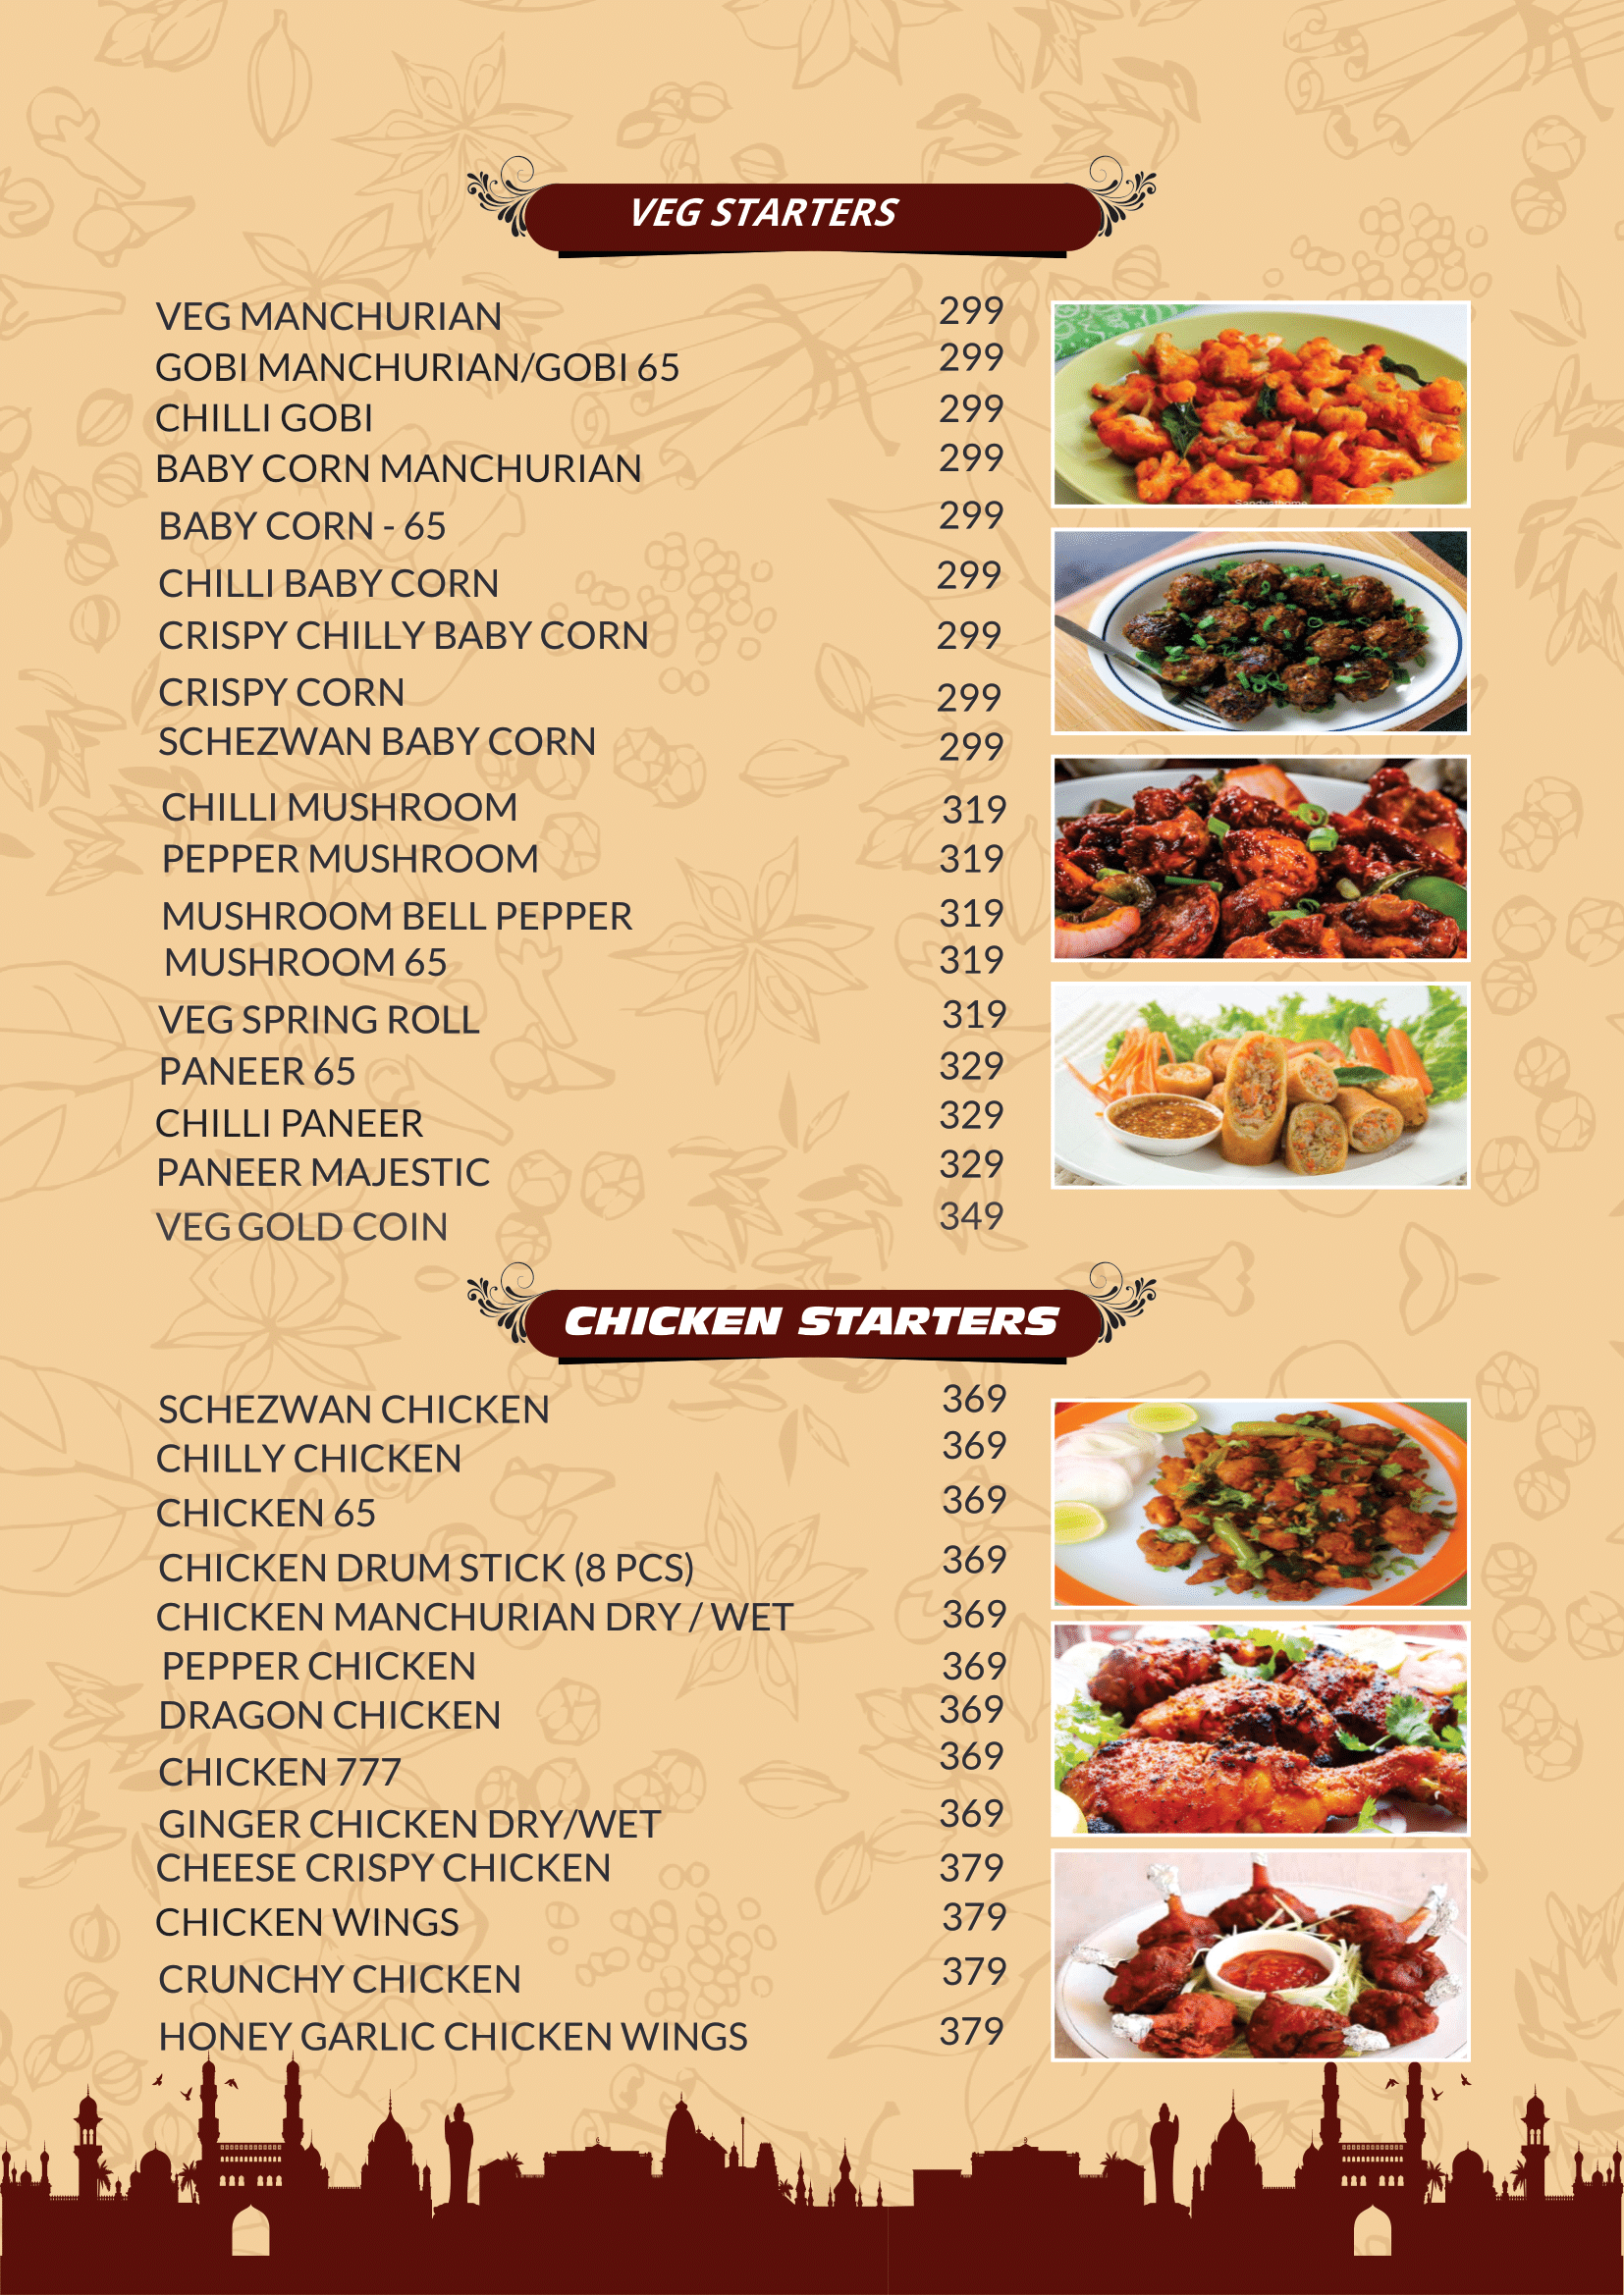 VEG STARTERS
VEG MANCHURIAN 299
GOBI MANCHURIAN/GOBI 65 299
CHILLI GOBI 299
BABY CORN MANCHURIAN 299
BABY CORN - 65 299
CHILLI BABY CORN 299
CRISPY CHILLY BABY CORN 299
CRISPY CORN 299
SCHEZWAN BABY CORN 299
CHILLI MUSHROOM 319
PEPPER MUSHROOM 319
MUSHROOM BELL PEPPER 319
MUSHROOM 65 319
VEG SPRING ROLL 319
PANEER 65 329
CHILLI PANEER 329
PANEER MAJESTIC 329
VEG GOLD COIN 349
CHICKEN STARTERS
SCHEZWAN CHICKEN 369
CHILLY CHICKEN 369
CHICKEN 65 369
CHICKEN DRUM STICK (8 PCS) 369
CHICKEN MANCHURIAN DRY / WET 369
PEPPER CHICKEN 369
DRAGON CHICKEN 369
CHICKEN 777 369
GINGER CHICKEN DRY/WET 369
CHEESE CRISPY CHICKEN 379
CHICKEN WINGS 379
CRUNCHY CHICKEN 379
HONEY GARLIC CHICKEN WINGS 379